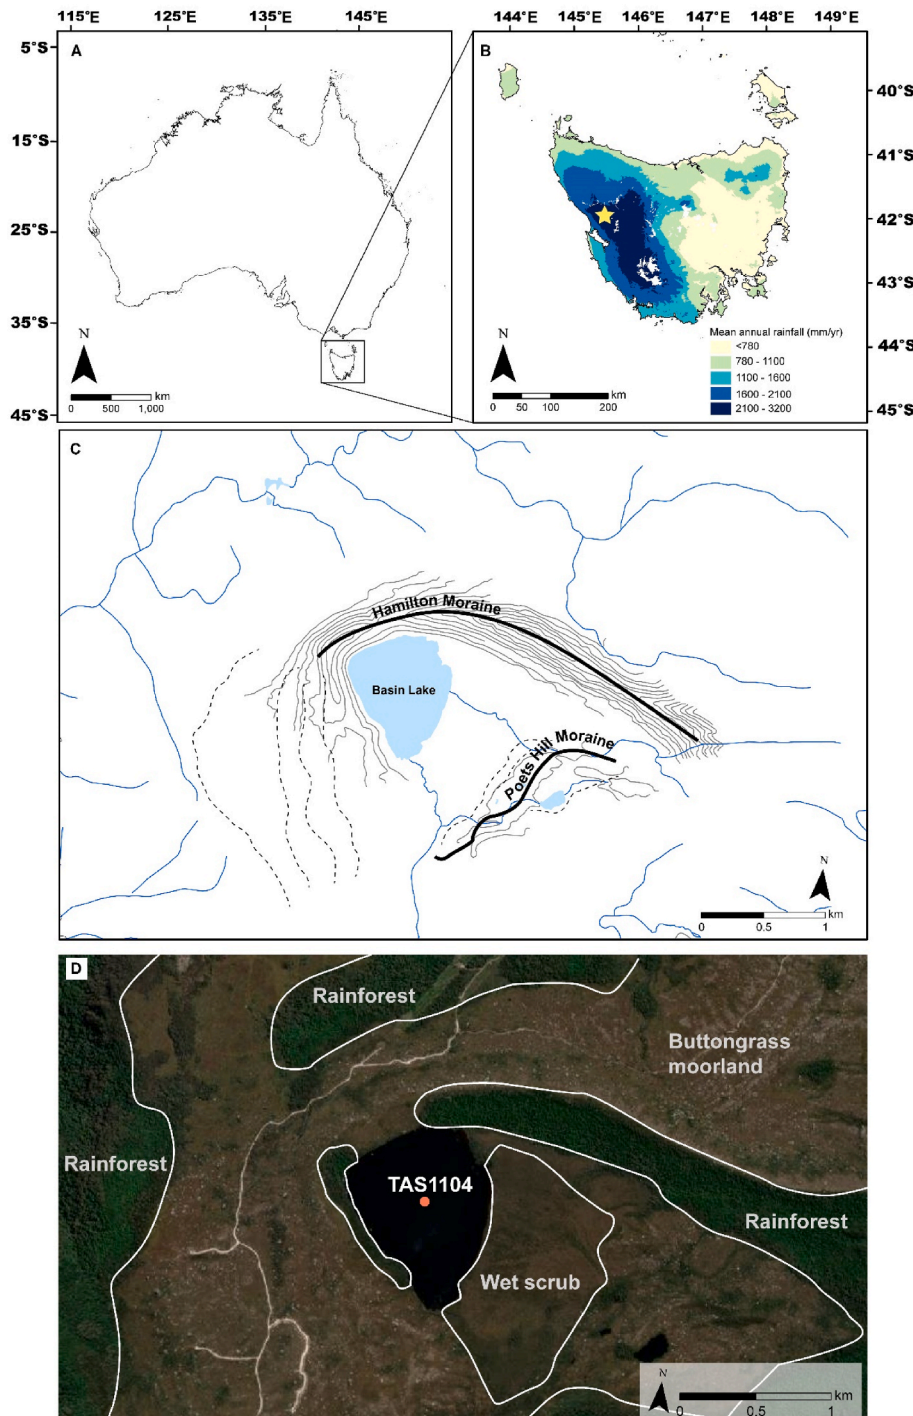 115°E 125°E 135°E 145°E
144°E 145°E 146°E 147°E 148°E 149°E
5°S
15°S
25°S
35°S
45°S
A
N
km
0 500 1,000
B
40°S
41°S
42°S
43°S
44°S
45°S
N
km
0 50 100 200
Mean annual rainfall (mm/yr)
<780
780 - 1100
1100 - 1600
1600 - 2100
2100 - 3200
C
Hamilton Moraine
Basin Lake
Poets Hill Moraine
N
km
0 0.5 1
D
Rainforest
Buttongrass
moorland
Rainforest
TAS1104
Rainforest
Wet scrub
N
km
0 0.5 1